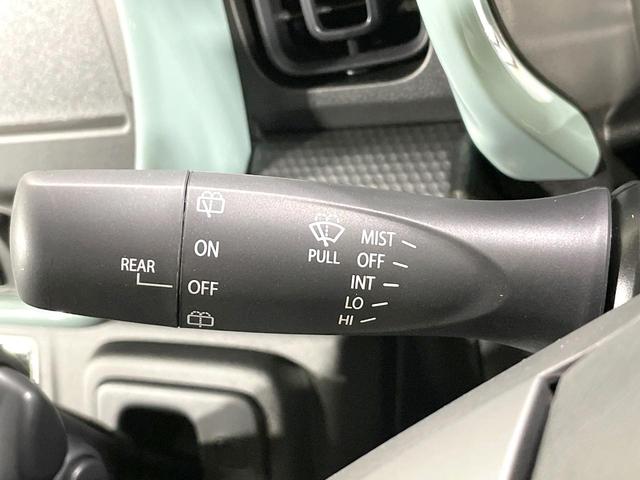 ON
REAR
OFF
PULL
MIST
OFF
INT
LO
HI